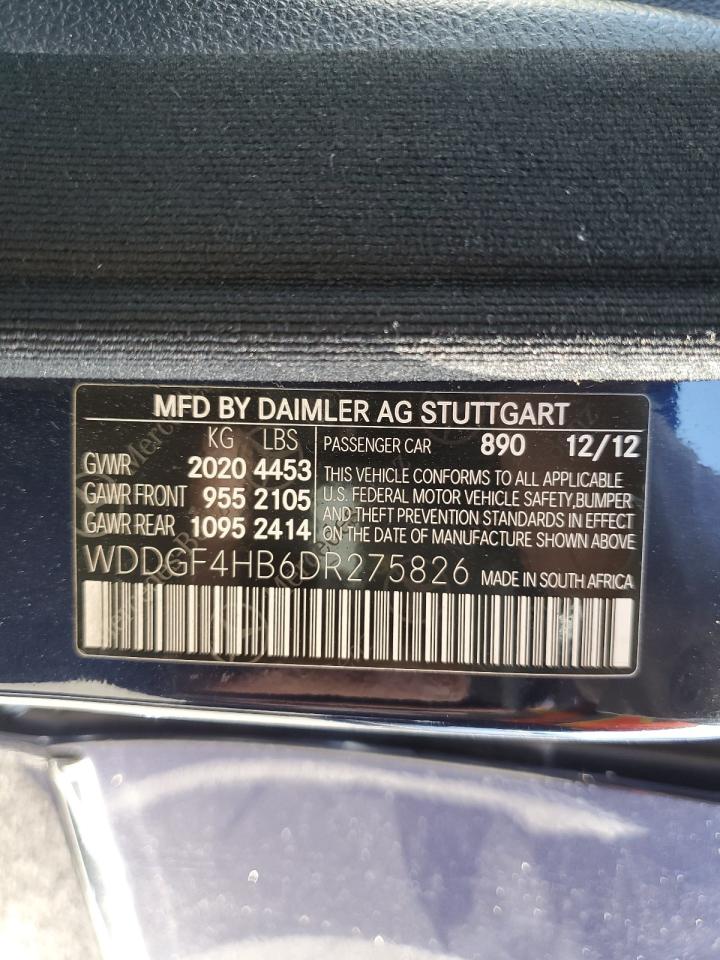 MFD BY DAIMLER AG STUTTGART
KG LBS
GVWR 2020 4453
GAWR FRONT 955 2105
GAWR REAR 1095 2414
PASSENGER CAR 890 12/12
THIS VEHICLE CONFORMS TO ALL APPLICABLE
U.S. FEDERAL MOTOR VEHICLE SAFETY,BUMPER
AND THEFT PREVENTION STANDARDS IN EFFECT
ON THE DATE OF MANUFACTURE SHOWN ABOVE
WDDGF4HB6DR275826 MADE IN SOUTH AFRICA